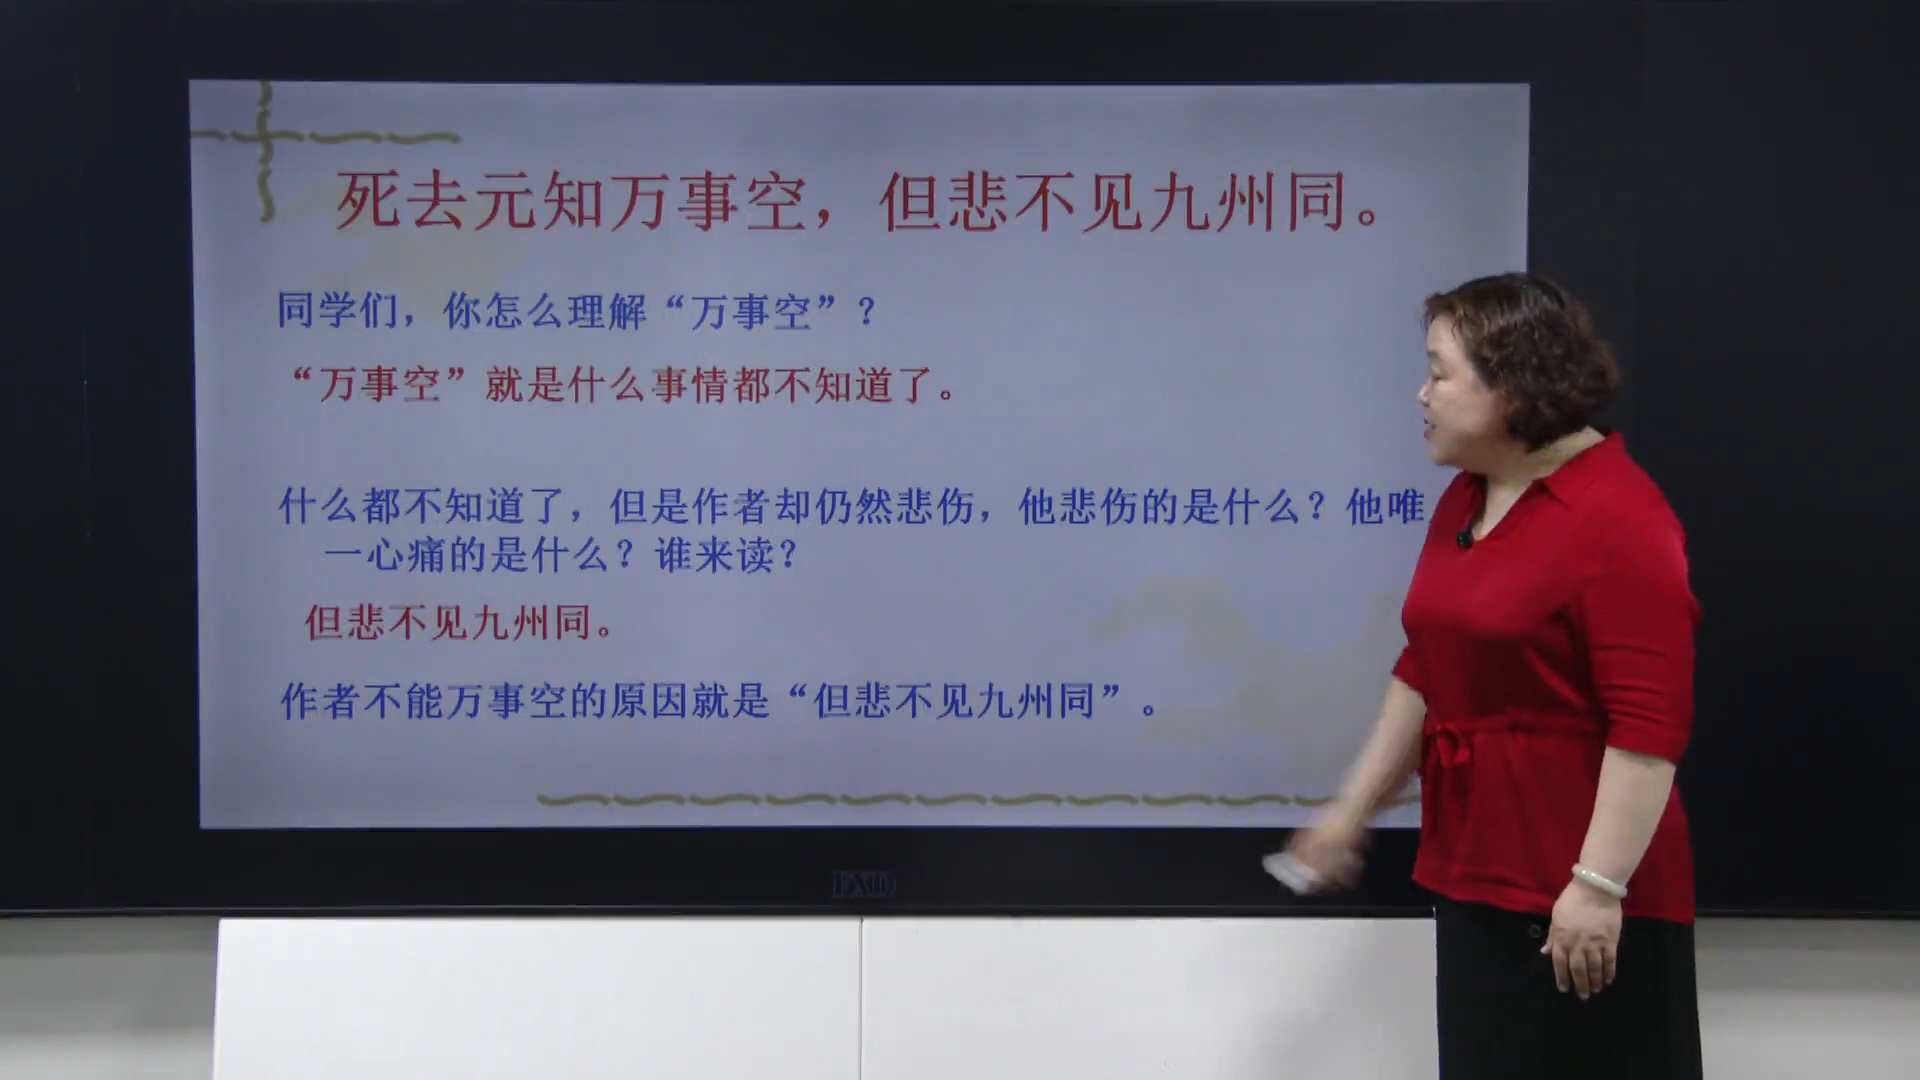 死去元知万事空，但悲不见九州同。
同学们，你怎么理解“万事空”？
“万事空”就是什么事情都不知道了。
什么都不知道了，但是作者却仍然悲伤，他悲伤的是什么？他唯
一心痛的是什么？谁来读？
但悲不见九州同。
作者不能万事空的原因就是“但悲不见九州同”。